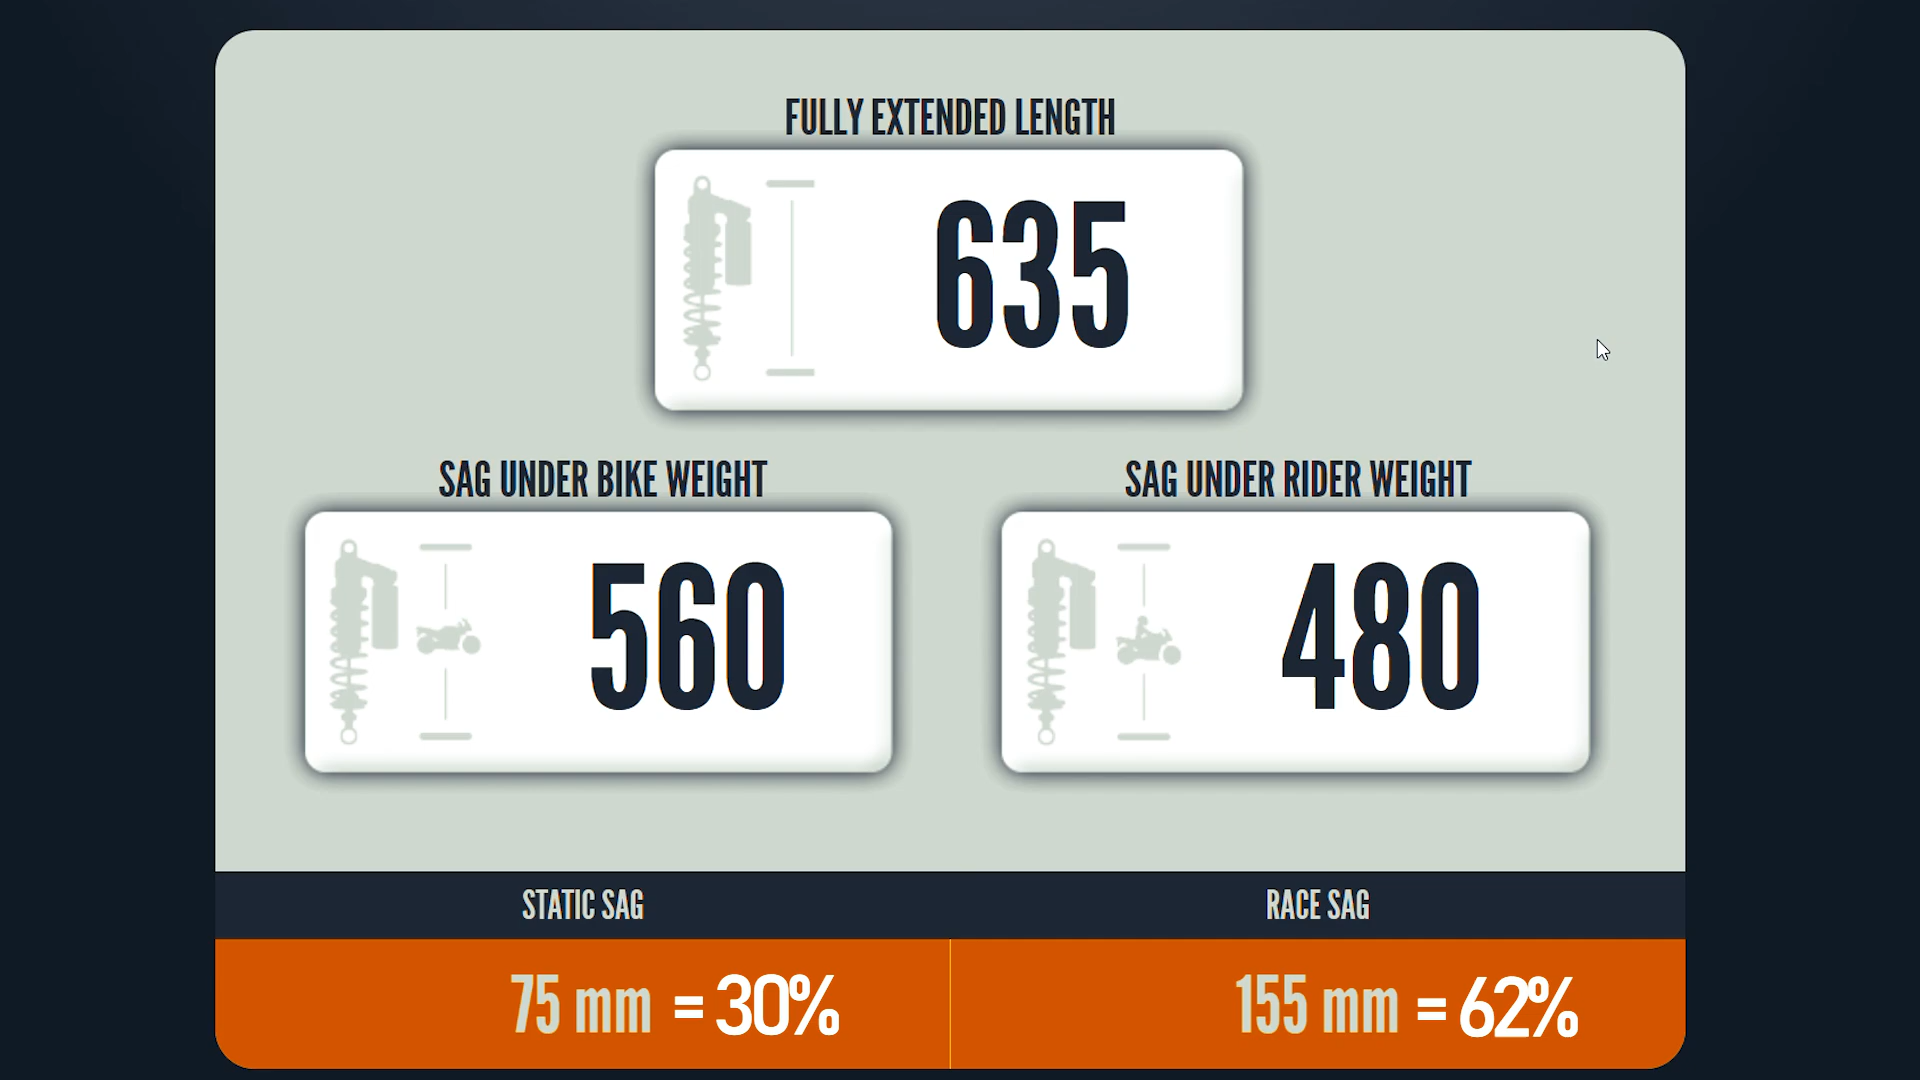 FULLY EXTENDED LENGTH
635
SAG UNDER BIKE WEIGHT
560
SAG UNDER RIDER WEIGHT
480
STATIC SAG
RACE SAG
75 mm = 30%
155 mm = 62%